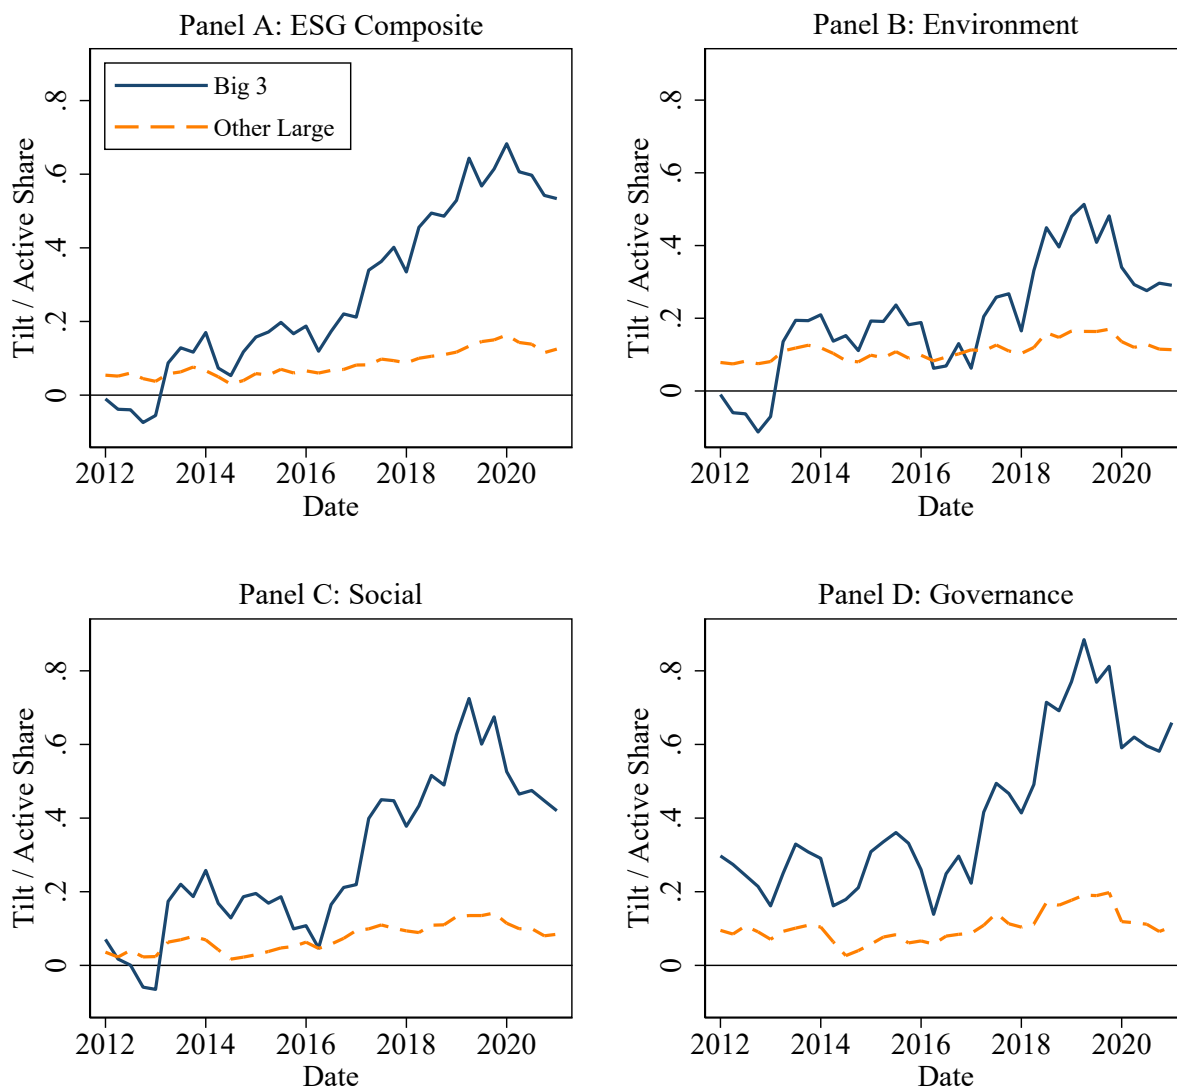 Panel A: ESG Composite
Tilt / Active Share
.8
.6
.4
.2
0
Big 3
Other Large
2012 2014 2016 2018 2020
Date
Panel B: Environment
Tilt / Active Share
.8
.6
.4
.2
0
2012 2014 2016 2018 2020
Date
Panel C: Social
Tilt / Active Share
.8
.6
.4
.2
0
2012 2014 2016 2018 2020
Date
Panel D: Governance
Tilt / Active Share
.8
.6
.4
.2
0
2012 2014 2016 2018 2020
Date